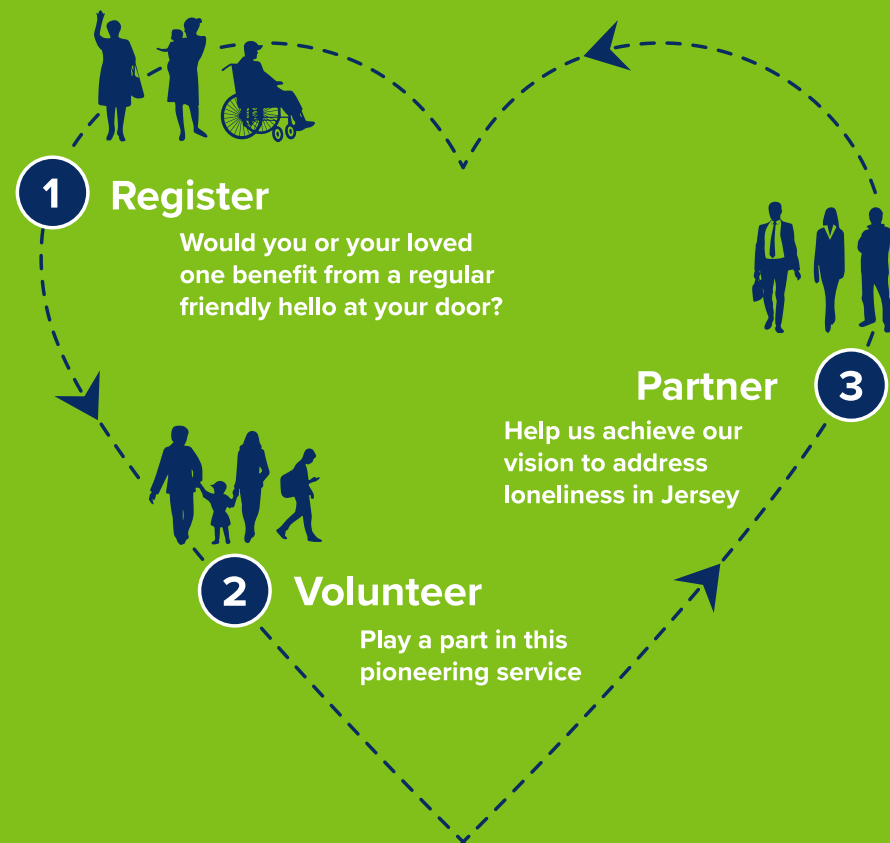 1
Register
Would you or your loved
one benefit from a regular
friendly hello at your door?
2
Volunteer
Play a part in this
pioneering service
3
Partner
Help us achieve our
vision to address
loneliness in Jersey